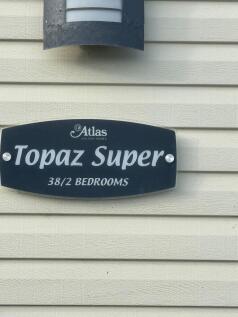 Atlas
Topaz Super
38/2 BEDROOMS